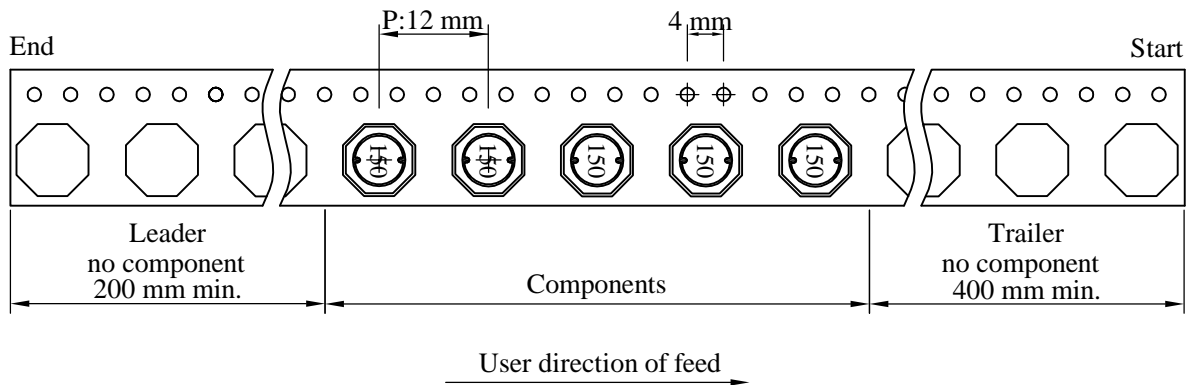 P:12 mm
4 mm
End
Start
150
150
150
150
150
Leader
no component
200 mm min.
Components
Trailer
no component
400 mm min.
User direction of feed